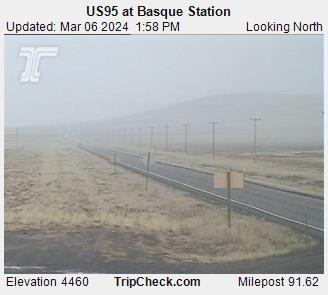 US95 at Basque Station
Updated: Mar 06 2024 1:58 PM Looking North
Elevation 4460 TripCheck.com Milepost 91.62